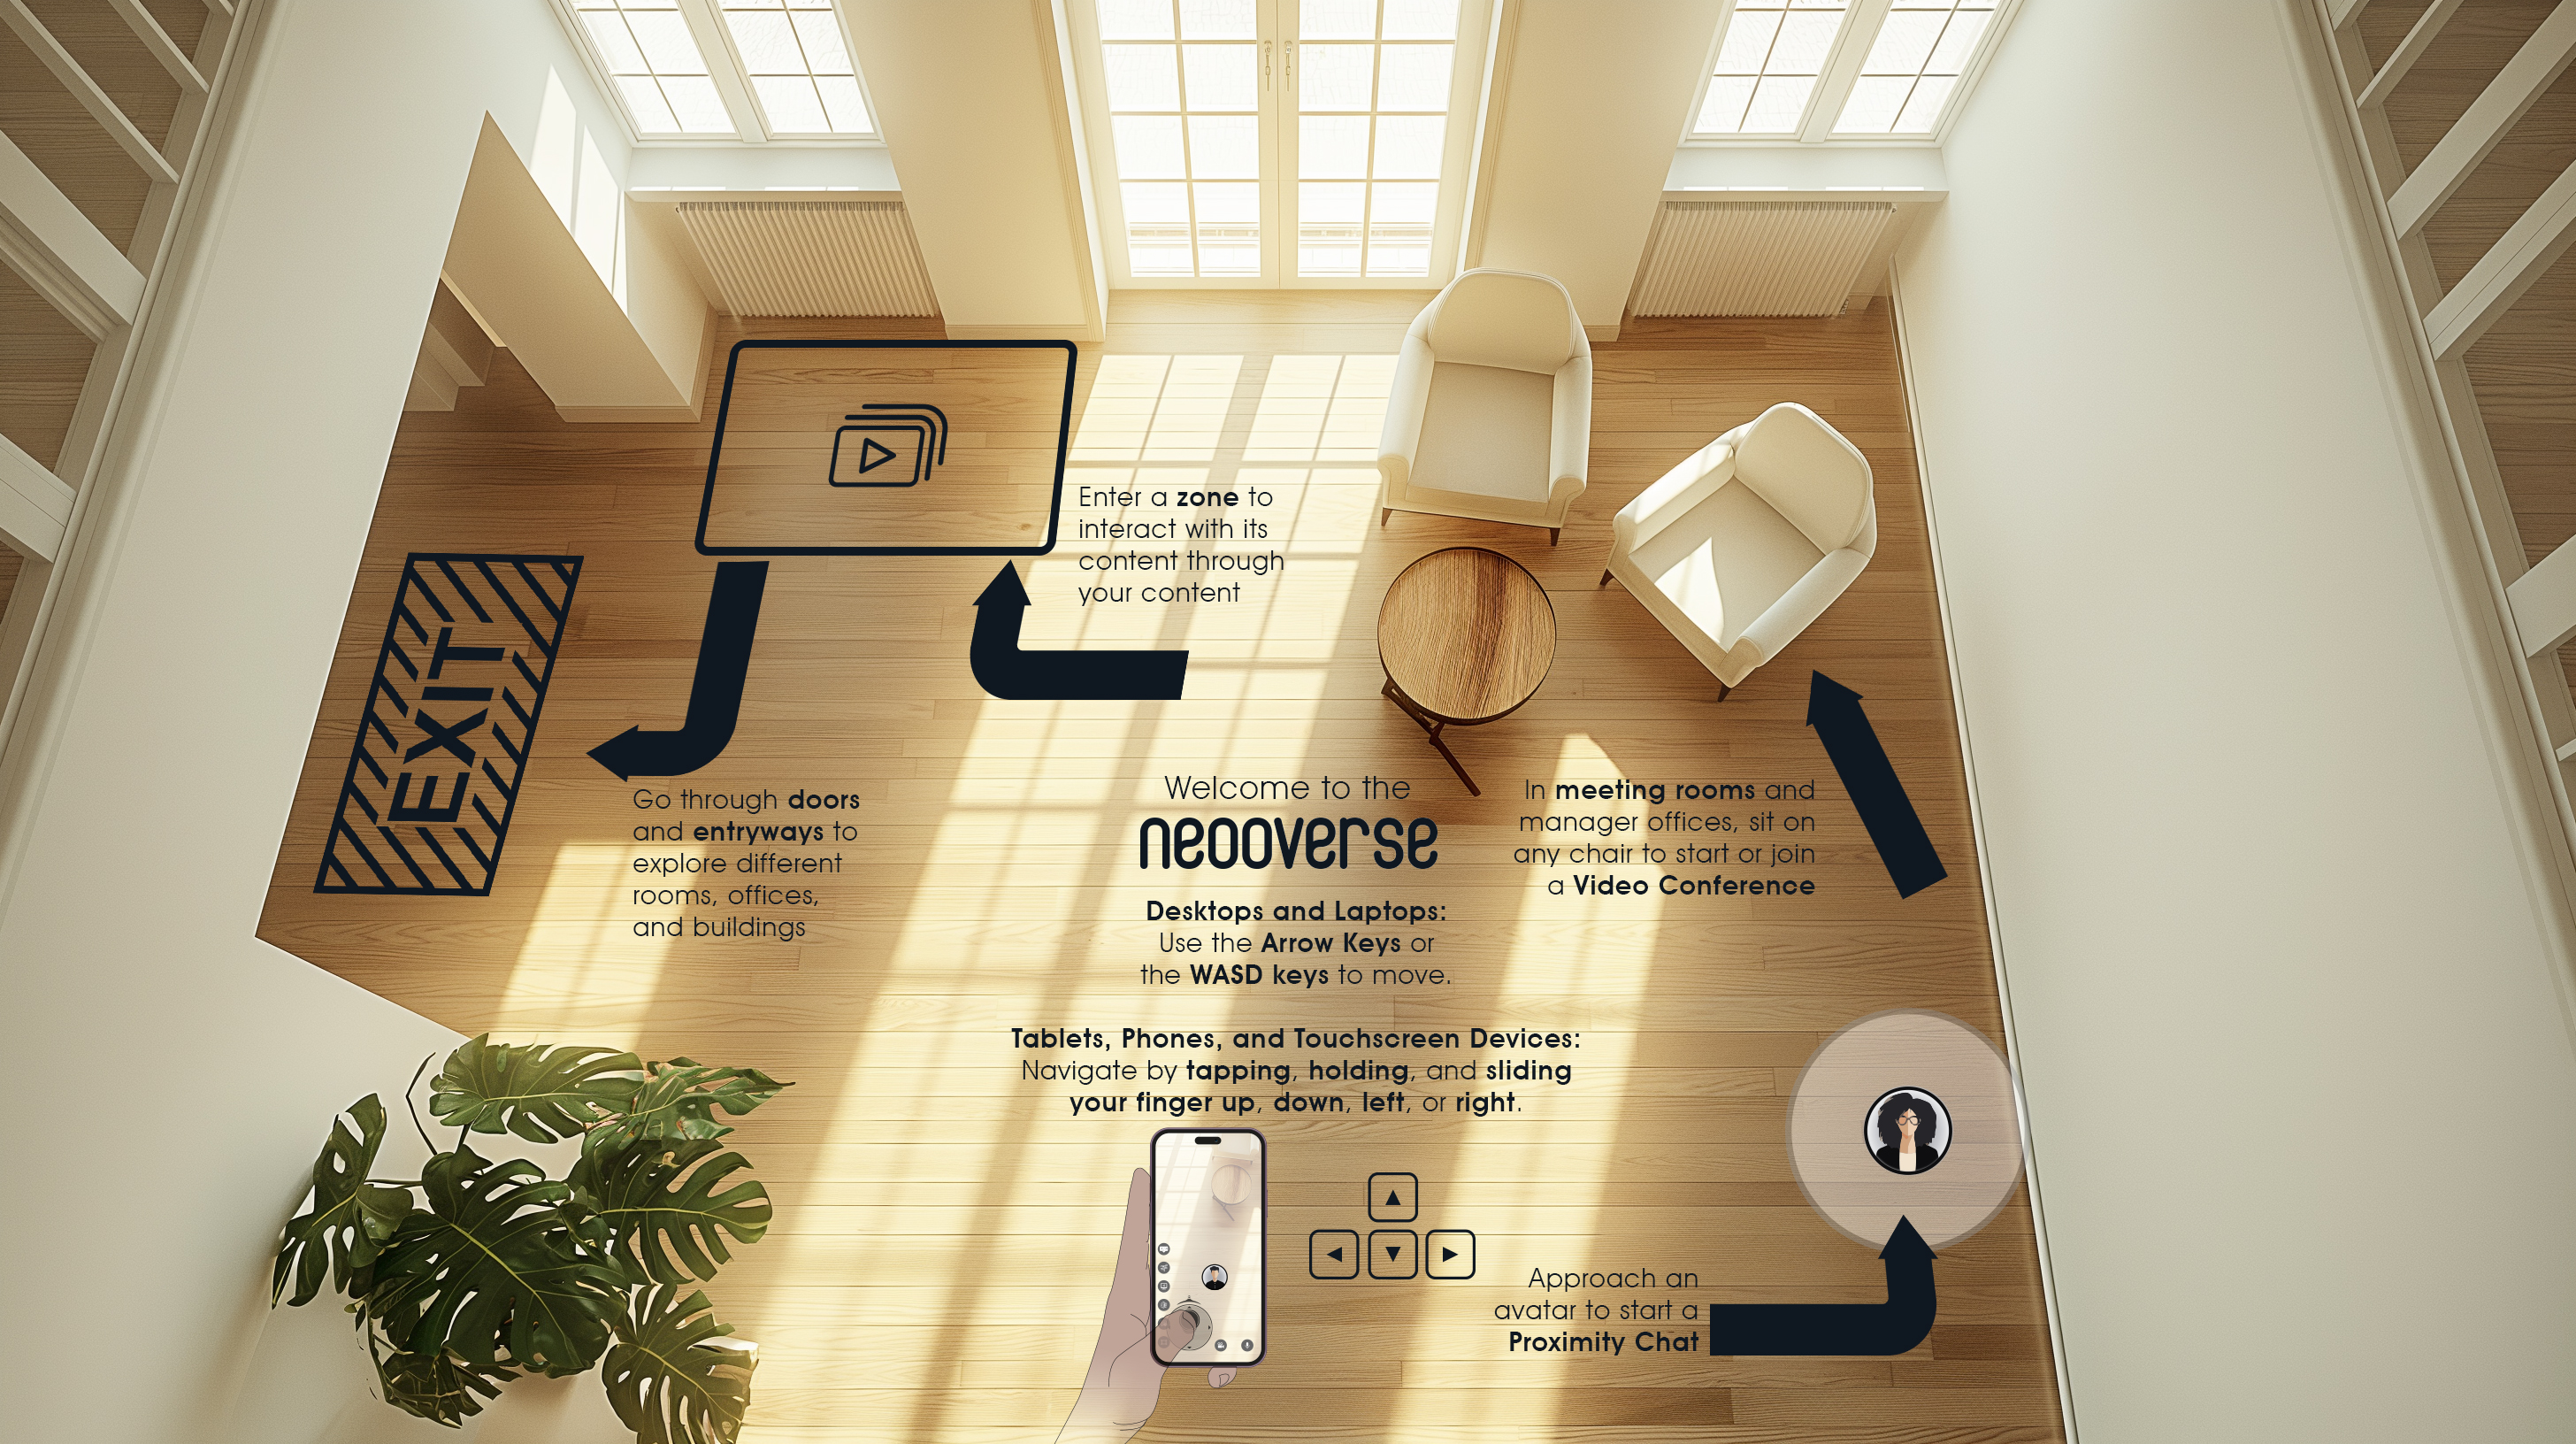 Enter a zone to
interact with its
content through
your content
EXIT
Go through doors
and entryways to
explore different
rooms, offices,
and buildings
Welcome to the
neooverse
Desktops and Laptops:
Use the Arrow Keys or
the WASD keys to move.
Tablets, Phones, and Touchscreen Devices:
Navigate by tapping, holding, and sliding
your finger up, down, left, or right.
In meeting rooms and
manager offices, sit on
any chair to start or join
a Video Conference
Approach an
avatar to start a
Proximity Chat